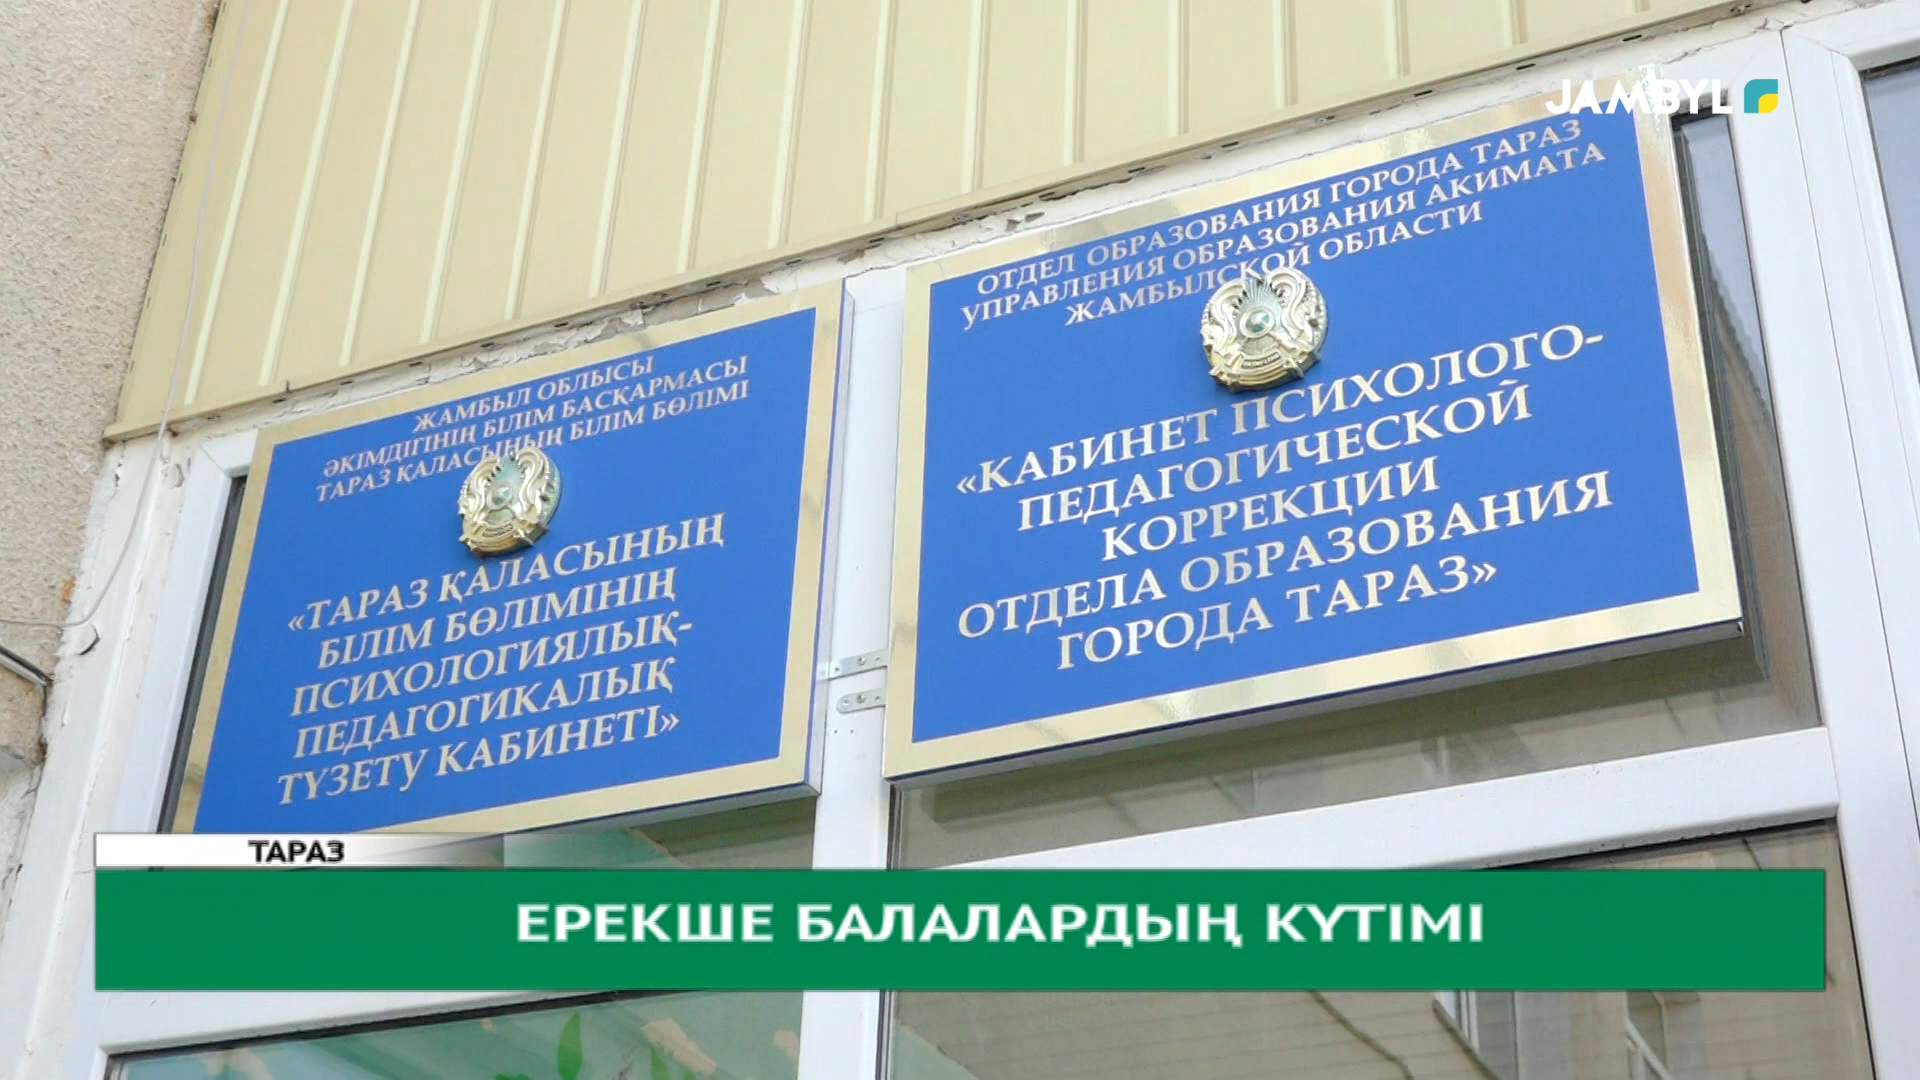 JAMBYL
ЖАМБЫЛ ОБЛЫСЫ
ӘКІМДІГІНІҢ БІЛІМ БАСҚАРМАСЫ
ТАРАЗ ҚАЛАСЫНЫҢ БІЛІМ БӨЛІМІ
«ТАРАЗ ҚАЛАСЫНЫҢ
БІЛІМ БӨЛІМІНІҢ
ПСИХОЛОГИЯЛЫҚ-
ПЕДАГОГИКАЛЫҚ
ТҮЗЕТУ КАБИНЕТІ»
ОТДЕЛ ОБРАЗОВАНИЯ ГОРОДА ТАРАЗ
УПРАВЛЕНИЯ ОБРАЗОВАНИЯ АКИМАТА
ЖАМБЫЛСКОЙ ОБЛАСТИ
«КАБИНЕТ ПСИХОЛОГО-
ПЕДАГОГИЧЕСКОЙ
КОРРЕКЦИИ
ОТДЕЛА ОБРАЗОВАНИЯ
ГОРОДА ТАРАЗ»
ТАРАЗ
ЕРЕКШЕ БАЛАЛАРДЫҢ КҮТІМІ